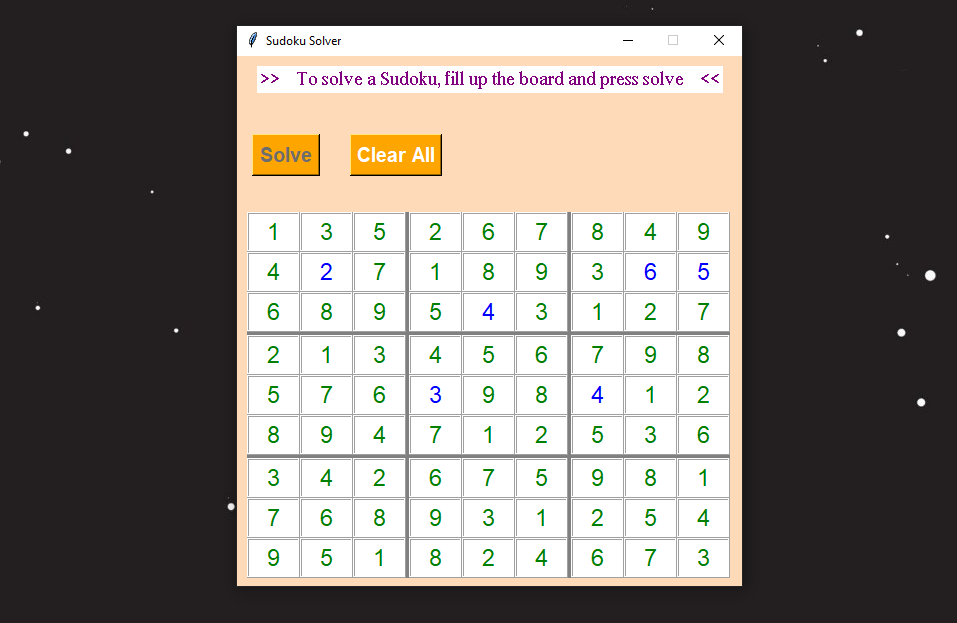 Sudoku Solver
>> To solve a Sudoku, fill up the board and press solve <<
Solve Clear All
1 3 5 2 6 7 8 4 9
4 2 7 1 8 9 3 6 5
6 8 9 5 4 3 1 2 7
2 1 3 4 5 6 7 9 8
5 7 6 3 9 8 4 1 2
8 9 4 7 1 2 5 3 6
3 4 2 6 7 5 9 8 1
7 6 8 9 3 1 2 5 4
9 5 1 8 2 4 6 7 3